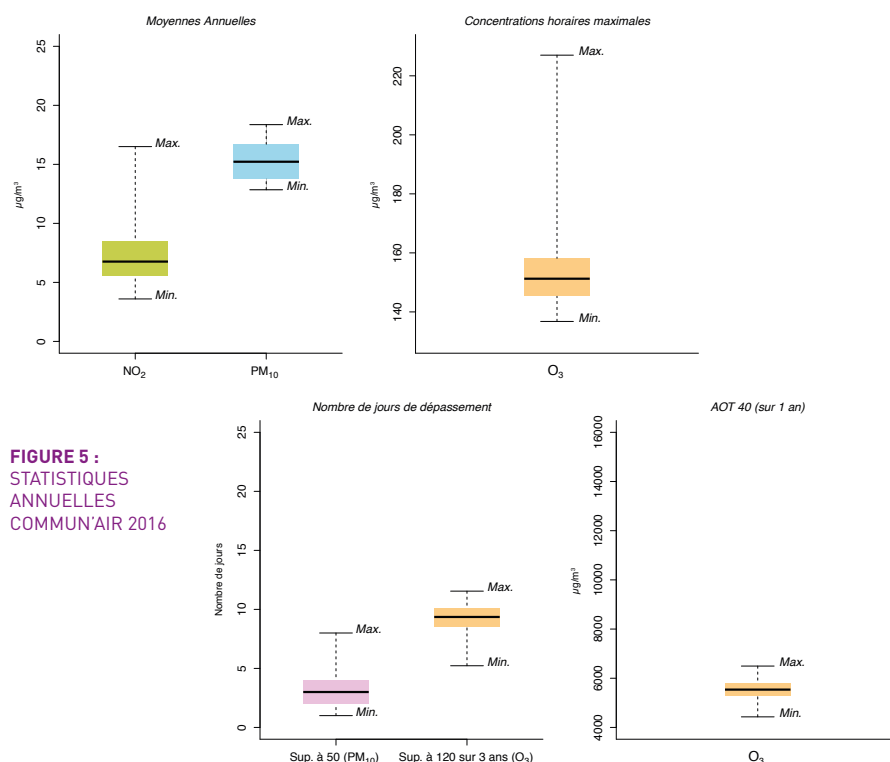 Moyennes Annuelles
25
20
15
10
5
0
µg/m³
Max.
Min.
Max.
Min.
NO₂
PM₁₀
Concentrations horaires maximales
220
200
180
160
140
µg/m³
Max.
Min.
O₃
FIGURE 5 :
STATISTIQUES
ANNUELLES
COMMUN'AIR 2016
Nombre de jours de dépassement
25
20
15
10
5
0
Nombre de jours
Max.
Min.
Max.
Min.
Sup. à 50 (PM₁₀)
Sup. à 120 sur 3 ans (O₃)
AOT 40 (sur 1 an)
16000
14000
12000
10000
8000
6000
4000
µg/m³
Max.
Min.
O₃